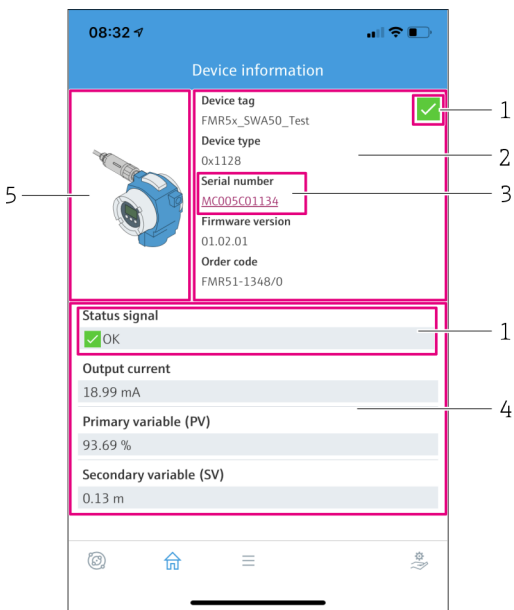 08:32
Device information
Device tag
FMR5x_SWA50_Test
1
Device type
2
0x1128
Serial number
3
MC005C01134
5
Firmware version
01.02.01
Order code
FMR51-1348/0
Status signal
1
OK
Output current
18.99 mA
4
Primary variable (PV)
93.69 %
Secondary variable (SV)
0.13 m